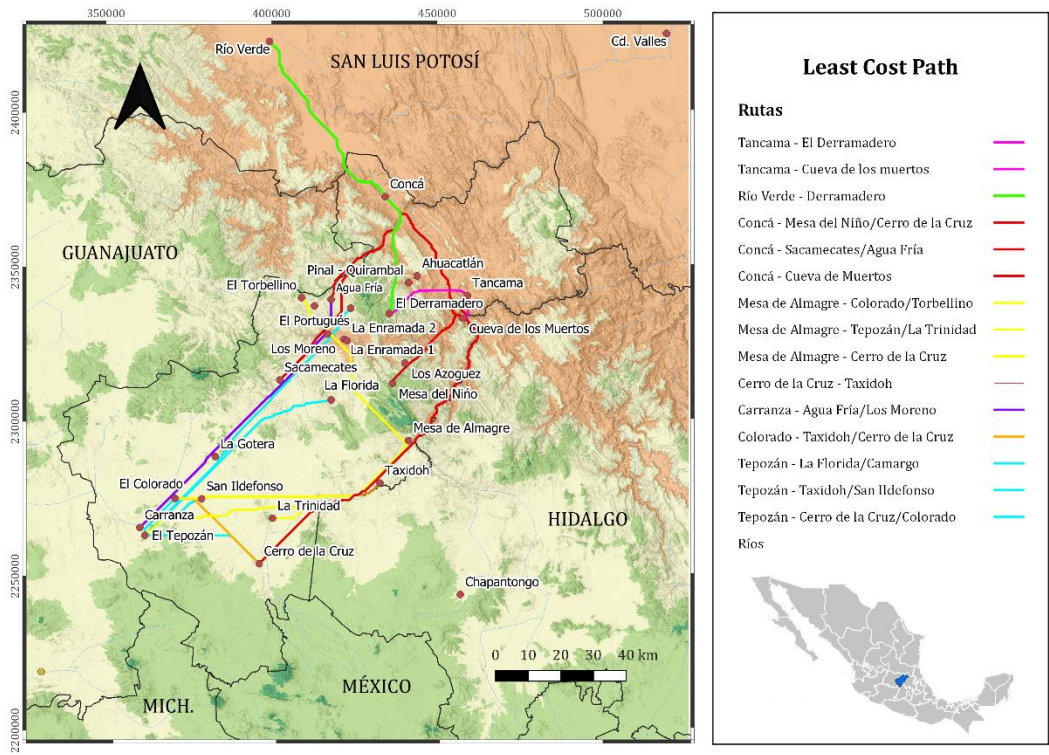 350000
400000
450000
500000
Río Verde
SAN LUIS POTOSÍ
Cd. Valles
2400000
Concá
GUANAJUATO
2350000
Pinal - Quirambal
Ahuacatlán
El Torbellino
Agua Fría
Tancama
El Derramadero
El Portugués
La Enramada 2
Cueva de los Muertos
Los Moreno
La Enramada 1
Sacamecates
Los Azoguez
La Florida
Mesa del Niño
2300000
Mesa de Almagre
La Gotera
Taxidoh
El Colorado
San Ildefonso
La Trinidad
Carranza
HIDALGO
El Tepozán
Cerro de la Cruz
2250000
Chapantongo
0 10 20 30 40 km
MÉXICO
MICH.
2200000
Least Cost Path
Rutas
Tancama - El Derramadero
Tancama - Cueva de los muertos
Río Verde - Derramadero
Concá - Mesa del Niño/Cerro de la Cruz
Concá - Sacamecates/Agua Fría
Concá - Cueva de Muertos
Mesa de Almagre - Colorado/Torbellino
Mesa de Almagre - Tepozán/La Trinidad
Mesa de Almagre - Cerro de la Cruz
Cerro de la Cruz - Taxidoh
Carranza - Agua Fría/Los Moreno
Colorado - Taxidoh/Cerro de la Cruz
Tepozán - La Florida/Camargo
Tepozán - Taxidoh/San Ildefonso
Tepozán - Cerro de la Cruz/Colorado
Ríos